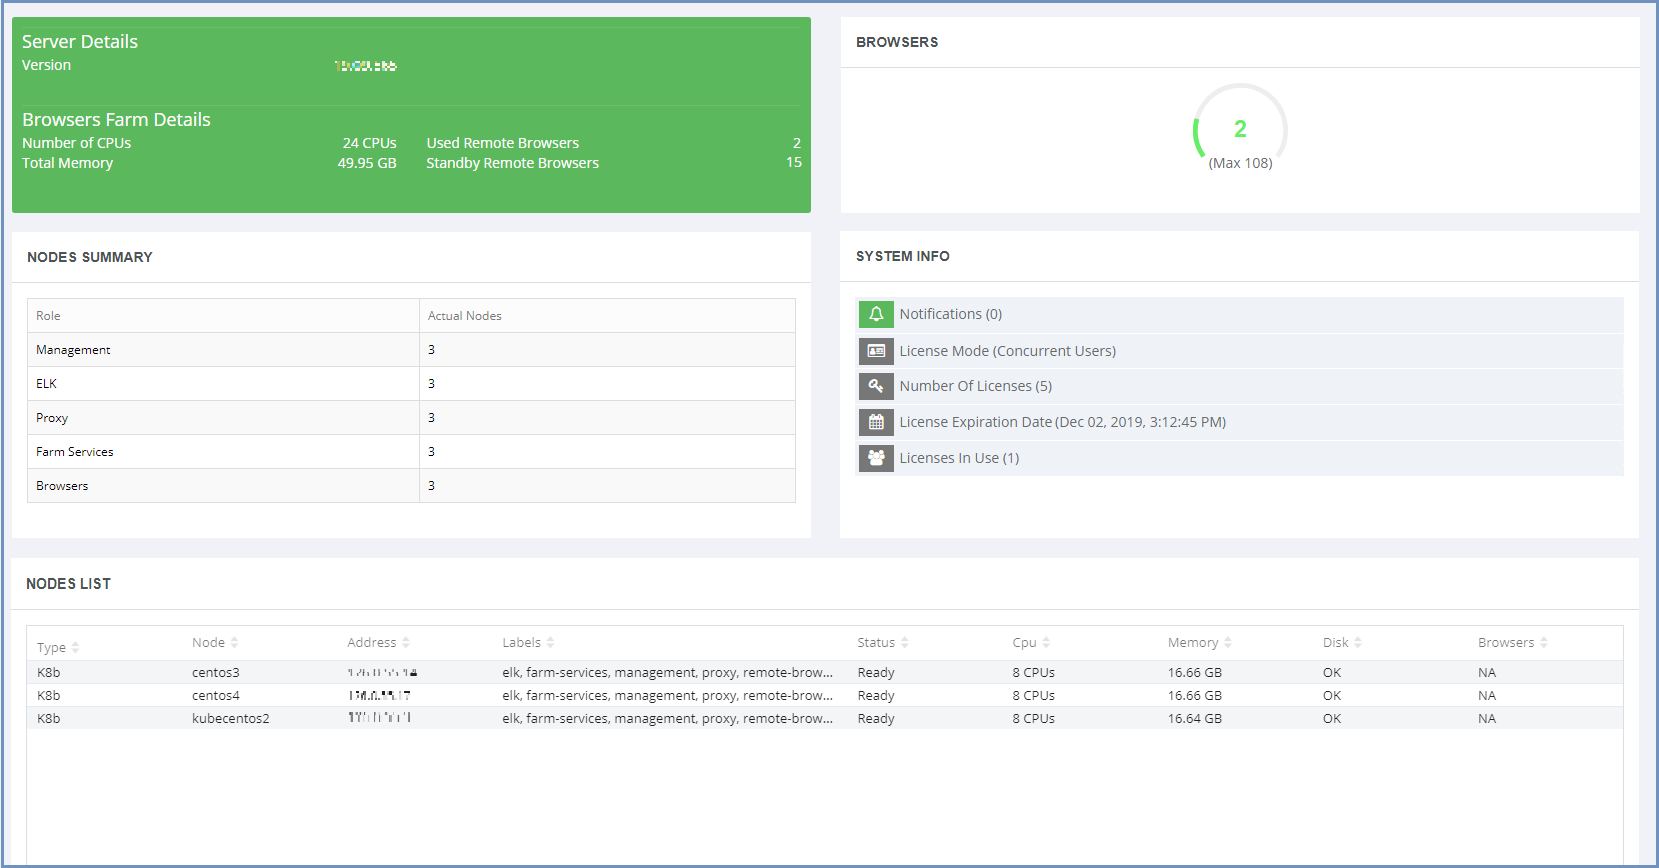 Server Details
Version
Browsers Farm Details
Number of CPUs 24 CPUs Used Remote Browsers 2
Total Memory 49.95 GB Standby Remote Browsers 15
BROWSERS
2
(Max 108)
NODES SUMMARY
Role Actual Nodes
Management 3
ELK 3
Proxy 3
Farm Services 3
Browsers 3
SYSTEM INFO
Notifications (0)
License Mode (Concurrent Users)
Number Of Licenses (5)
License Expiration Date (Dec 02, 2019, 3:12:45 PM)
Licenses In Use (1)
NODES LIST
Type Node Address Labels Status Cpu Memory Disk Browsers
K8b centos3 elk, farm-services, management, proxy, remote-brow... Ready 8 CPUs 16.66 GB OK NA
K8b centos4 elk, farm-services, management, proxy, remote-brow... Ready 8 CPUs 16.66 GB OK NA
K8b kubecentos2 elk, farm-services, management, proxy, remote-brow... Ready 8 CPUs 16.64 GB OK NA